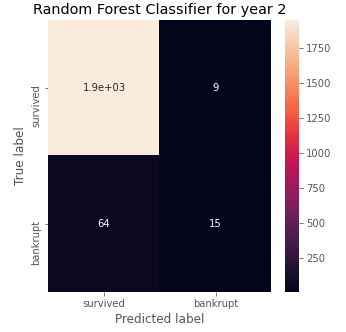 Random Forest Classifier for year 2
survived
bankrupt
True label
1.9e+03
9
64
15
survived
bankrupt
Predicted label
1750
1500
1250
1000
750
500
250